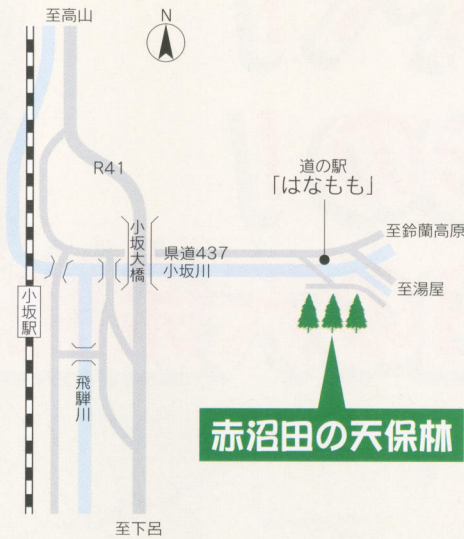 至高山
N
R41
道の駅
「はなもも」
小坂大橋
県道437
小坂川
至鈴蘭高原
至湯屋
小坂駅
飛騨川
赤沼田の天保林
至下呂